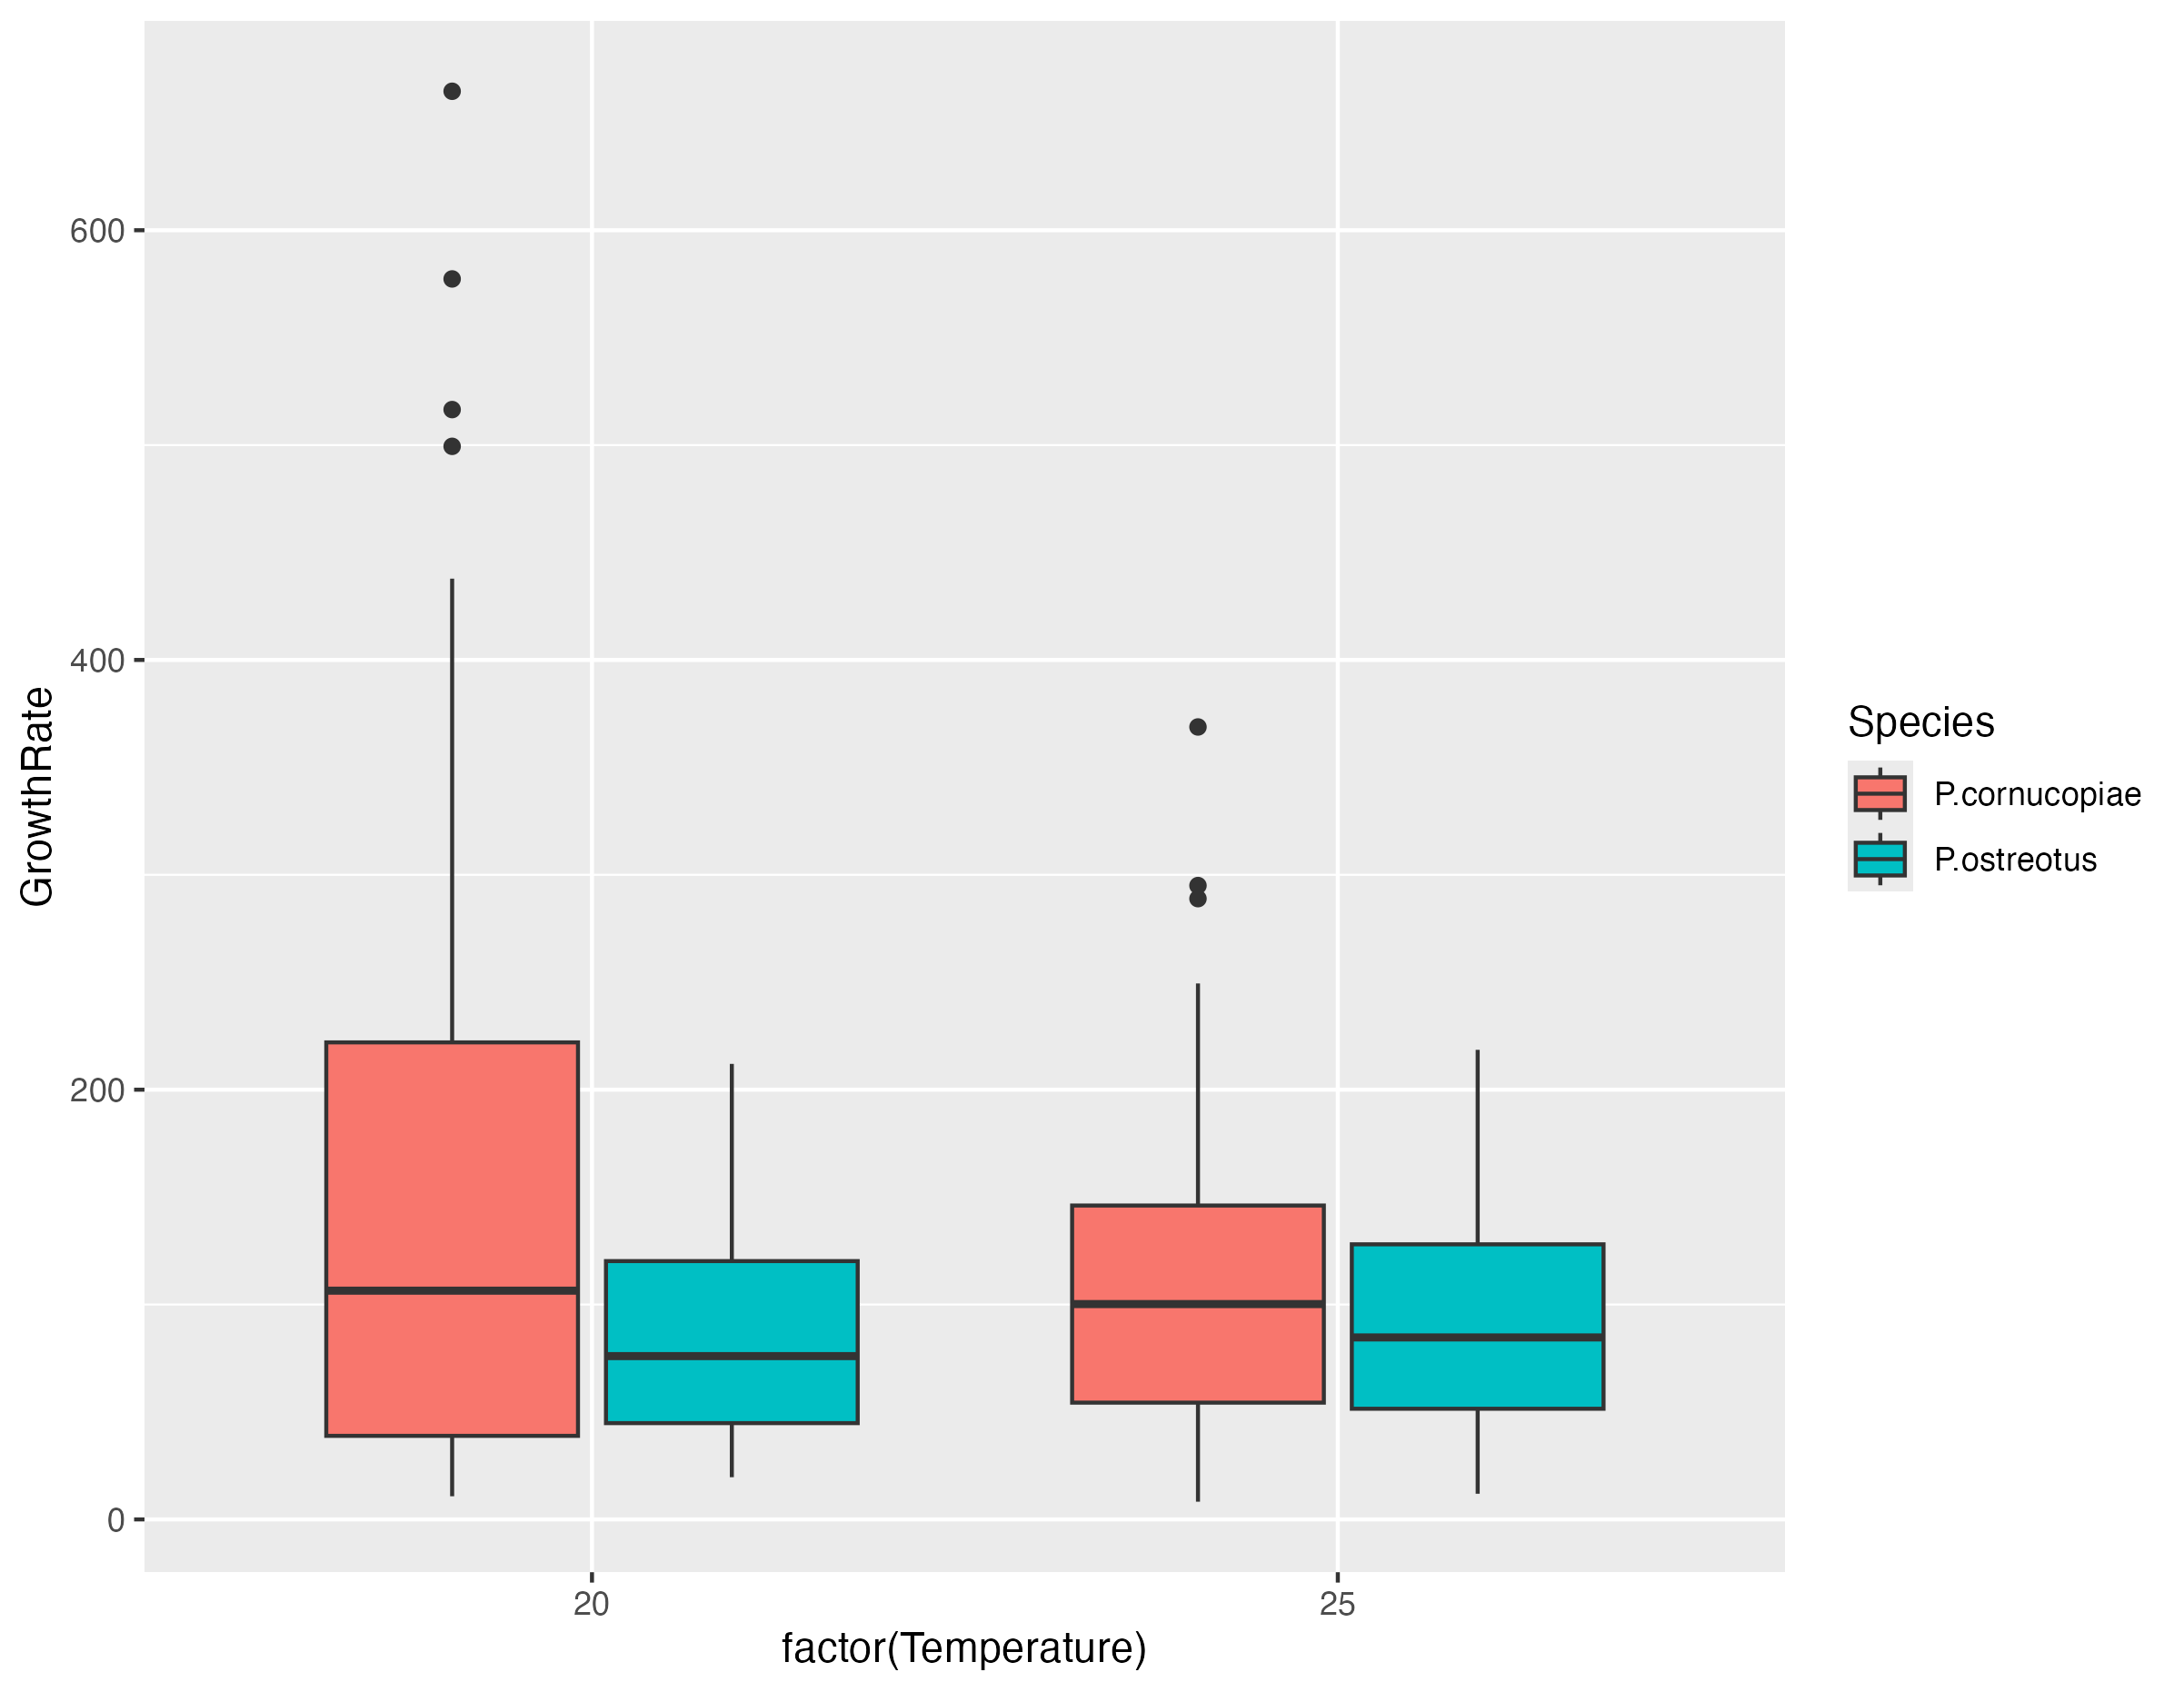 GrowthRate
600
400
200
0
20
25
factor(Temperature)
Species
P.cornucopiae
P.ostreotus